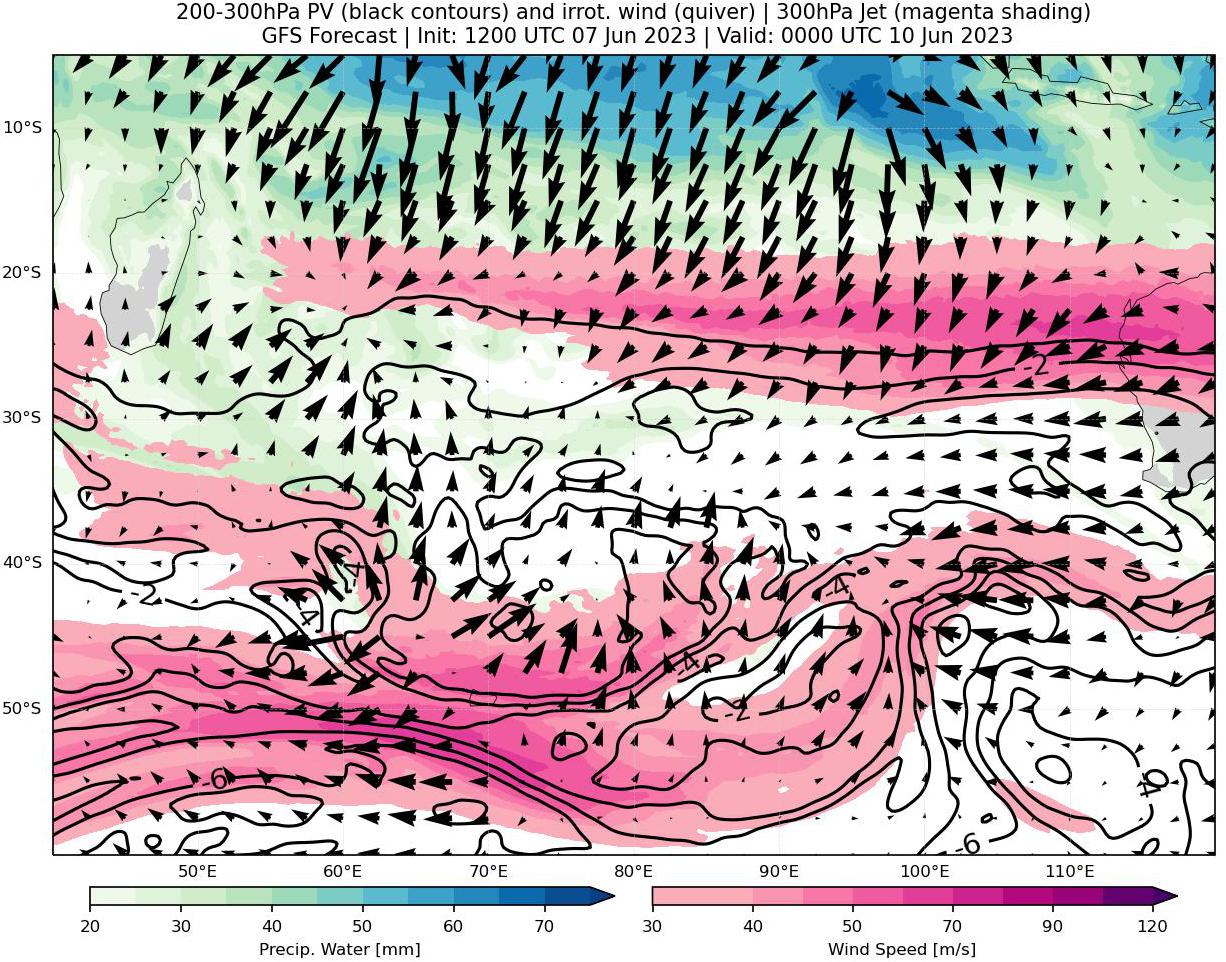 200-300hPa PV (black contours) and irrot. wind (quiver) | 300hPa Jet (magenta shading)
GFS Forecast | Init: 1200 UTC 07 Jun 2023 | Valid: 0000 UTC 10 Jun 2023
10°S
20°S
-2
30°S
40°S
-4
-4
-2
-4
-4
50°S
-2
-6
-4
-6
50°E 60°E 70°E 80°E 90°E 100°E 110°E
20 30 40 50 60 70
30 40 50 70 90 120
Precip. Water [mm]
Wind Speed [m/s]